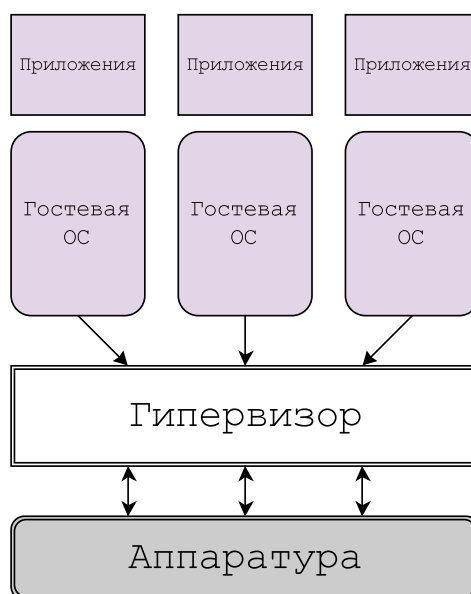 Приложения
Приложения
Приложения
Гостевая
ОС
Гостевая
ОС
Гостевая
ОС
Гипервизор
Аппаратура